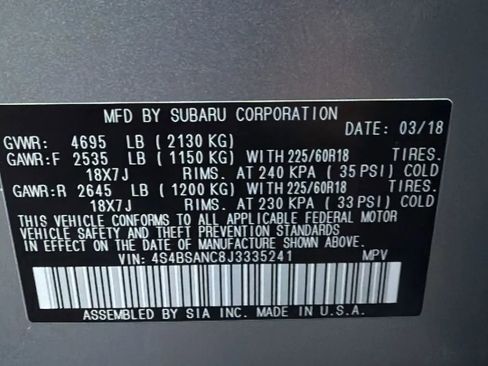 MFD BY SUBARU CORPORATION
DATE: 03/18
GVWR: 4695 LB (2130 KG)
GAWR:F 2535 LB (1150 KG) WITH 225/60R18 TIRES.
18X7J RIMS. AT 240 KPA (35 PSI) COLD
GAWR:R 2645 LB (1200 KG) WITH 225/60R18 TIRES.
18X7J RIMS. AT 230 KPA (33 PSI) COLD
THIS VEHICLE CONFORMS TO ALL APPLICABLE FEDERAL MOTOR
VEHICLE SAFETY AND THEFT PREVENTION STANDARDS
IN EFFECT ON THE DATE OF MANUFACTURE SHOWN ABOVE.
VIN: 4S4BSANC8J3335241 MPV
ASSEMBLED BY SIA INC. MADE IN U.S.A.